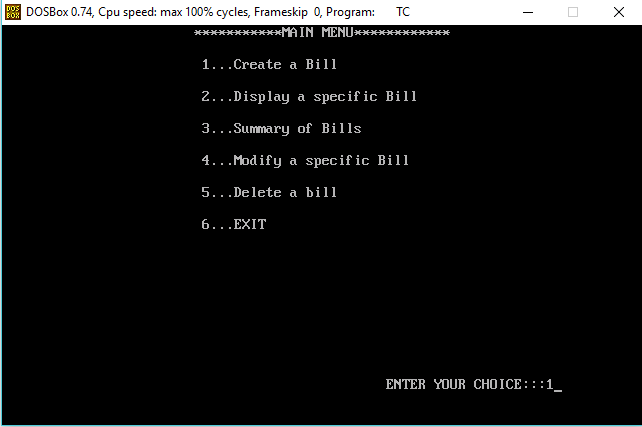 DOS BOX DOSBox 0.74, Cpu speed: max 100% cycles, Frameskip 0, Program: TC
***********MAIN MENU************
1...Create a Bill
2...Display a specific Bill
3...Summary of Bills
4...Modify a specific Bill
5...Delete a bill
6...EXIT
ENTER YOUR CHOICE:::1_